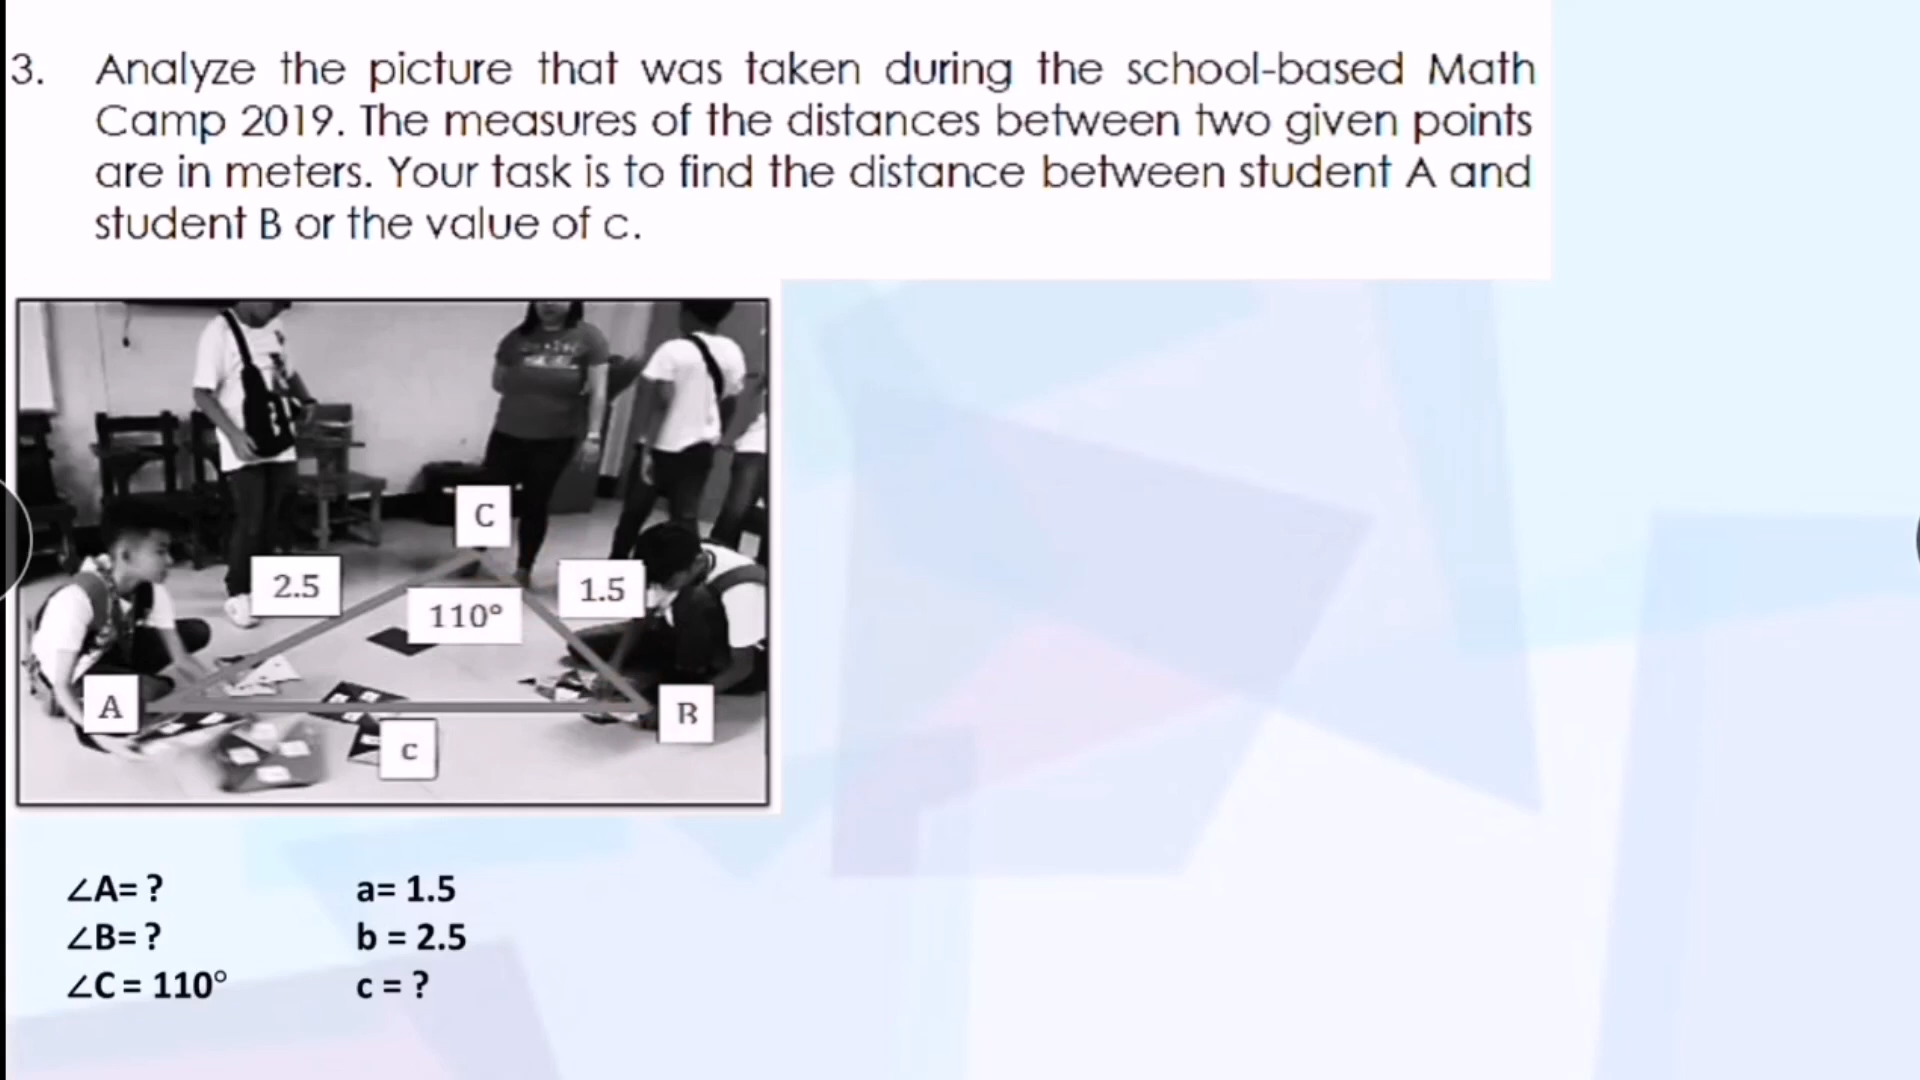 3. Analyze the picture that was taken during the school-based Math
Camp 2019. The measures of the distances between two given points
are in meters. Your task is to find the distance between student A and
student B or the value of c.
C
2.5
1.5
110°
A
B
c
∠A= ?
a= 1.5
∠B= ?
b = 2.5
∠C = 110°
c = ?